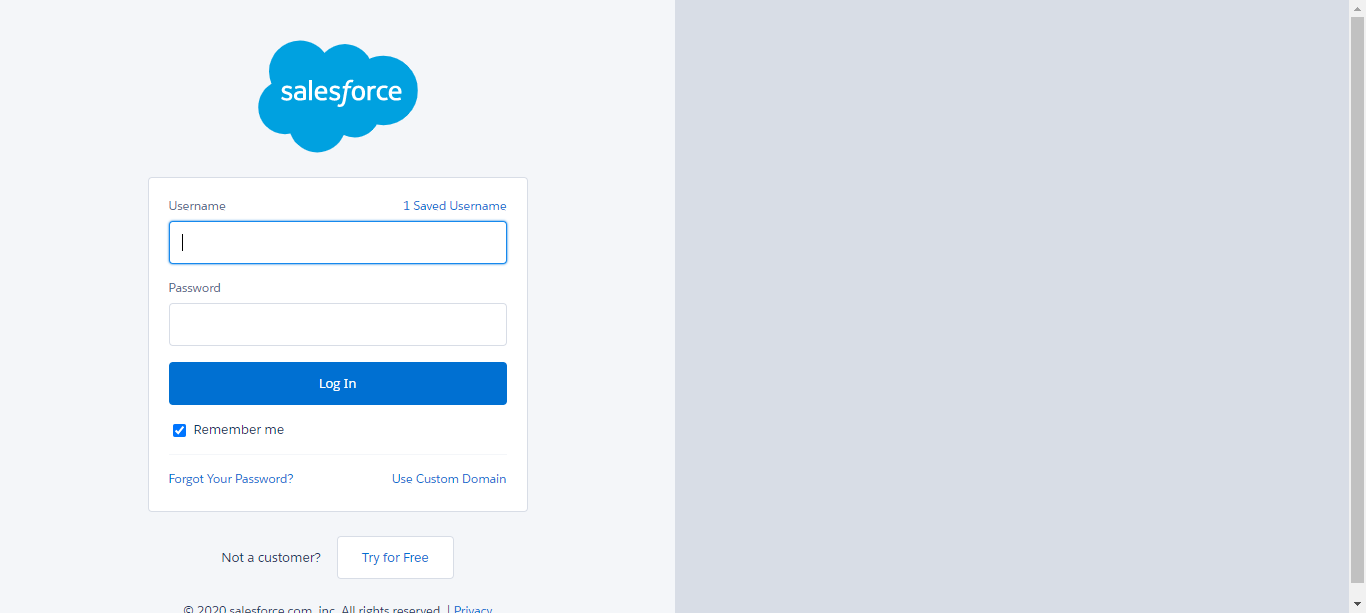 salesforce
Username 1 Saved Username
Password
Log In
Remember me
Forgot Your Password? Use Custom Domain
Not a customer? Try for Free
© 2020 salesforce.com, inc. All rights reserved. | Privacy